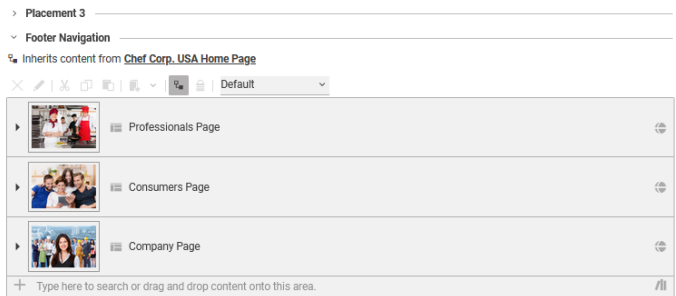 Placement 3
Footer Navigation
Inherits content from Chef Corp. USA Home Page
Default
Professionals Page
Consumers Page
Company Page
Type here to search or drag and drop content onto this area.